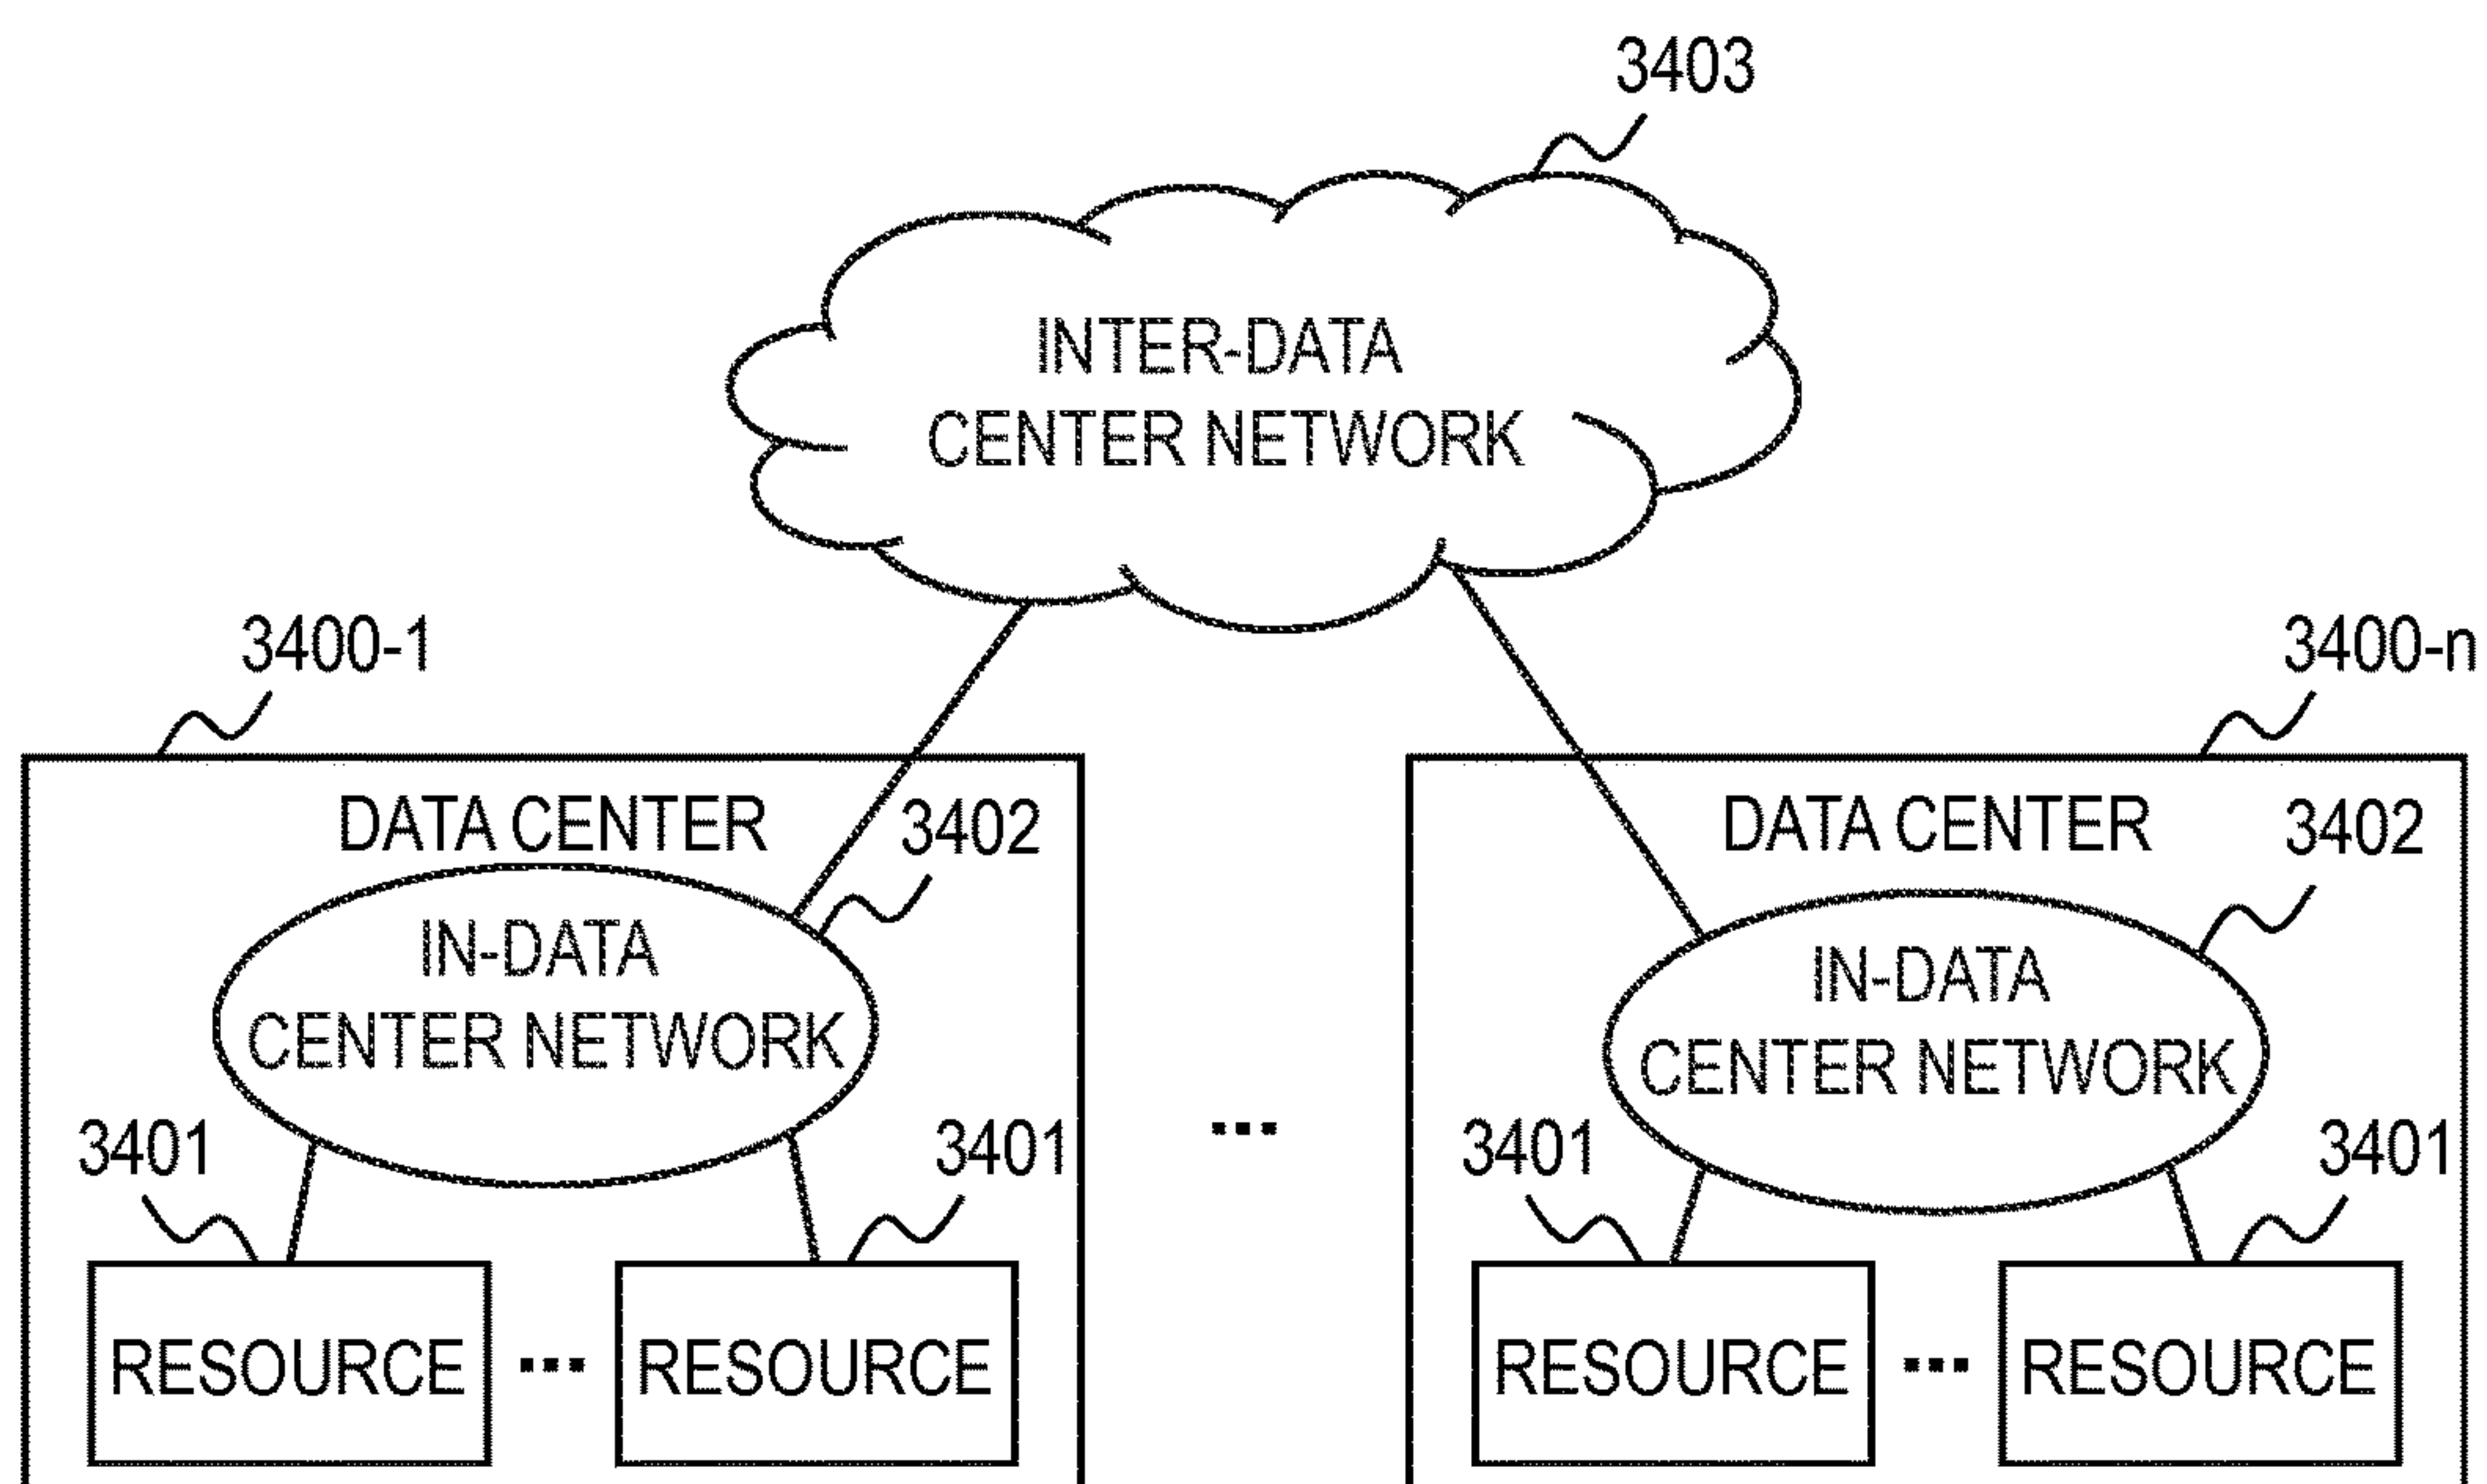 3403
INTER-DATA
CENTER NETWORK
3400-1
3400-n
DATA CENTER
3402
DATA CENTER
3402
IN-DATA
CENTER NETWORK
IN-DATA
CENTER NETWORK
3401
3401
...
3401
3401
RESOURCE
...
RESOURCE
RESOURCE
...
RESOURCE